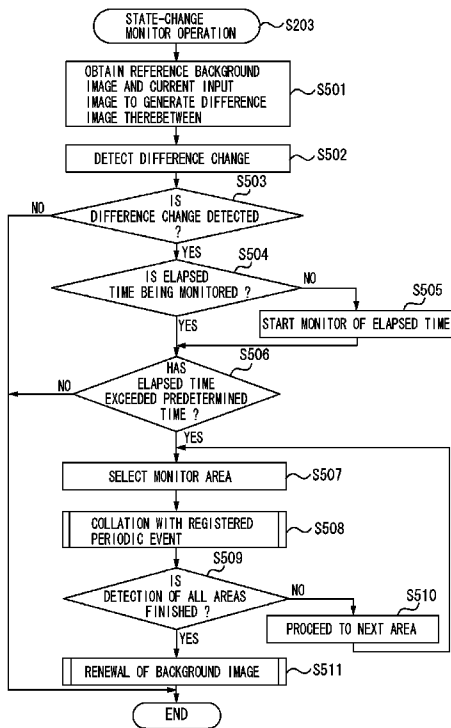 STATE-CHANGE
MONITOR OPERATION
S203
OBTAIN REFERENCE BACKGROUND
IMAGE AND CURRENT INPUT
IMAGE TO GENERATE DIFFERENCE
IMAGE THEREBETWEEN
S501
DETECT DIFFERENCE CHANGE
S502
S503
IS
DIFFERENCE CHANGE DETECTED
?
NO
YES
S504
IS ELAPSED
TIME BEING MONITORED ?
NO
YES
S505
START MONITOR OF ELAPSED TIME
S506
HAS
ELAPSED TIME
EXCEEDED PREDETERMINED
TIME ?
NO
YES
SELECT MONITOR AREA
S507
COLLATION WITH REGISTERED
PERIODIC EVENT
S508
S509
IS
DETECTION OF ALL AREAS
FINISHED ?
NO
YES
S510
PROCEED TO NEXT AREA
RENEWAL OF BACKGROUND IMAGE
S511
END